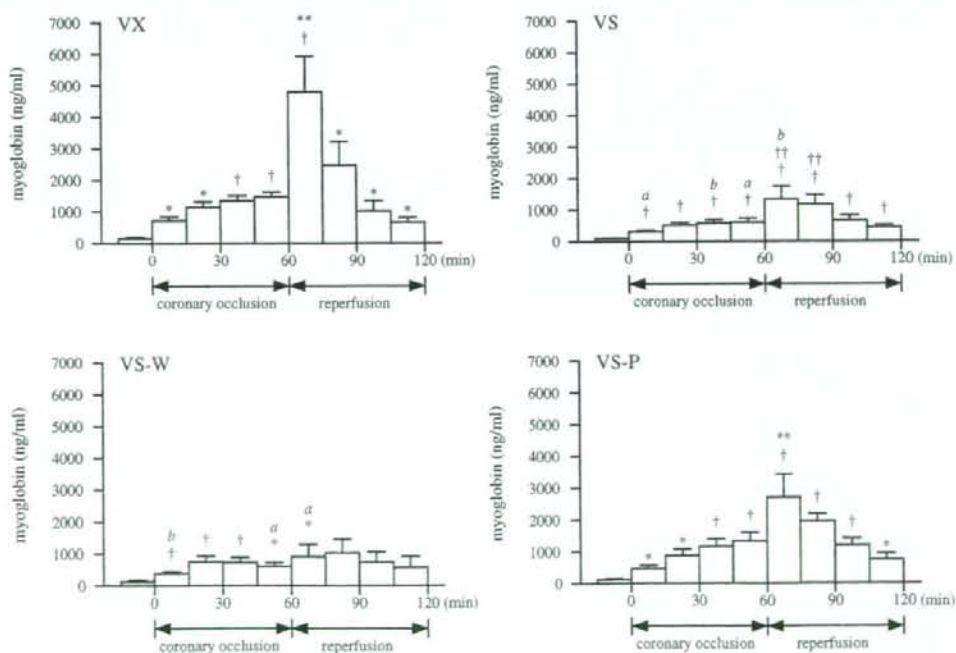 VX
myoglobin (ng/ml)
7000
6000
5000
4000
3000
2000
1000
0
* * † † ** † * * *
0 30 60 90 120 (min)
coronary occlusion reperfusion
VS
myoglobin (ng/ml)
7000
6000
5000
4000
3000
2000
1000
0
a † † b † a † b †† † †† † † †
0 30 60 90 120 (min)
coronary occlusion reperfusion
VS-W
myoglobin (ng/ml)
7000
6000
5000
4000
3000
2000
1000
0
b † † † a * a *
0 30 60 90 120 (min)
coronary occlusion reperfusion
VS-P
myoglobin (ng/ml)
7000
6000
5000
4000
3000
2000
1000
0
* * † † ** † † † *
0 30 60 90 120 (min)
coronary occlusion reperfusion